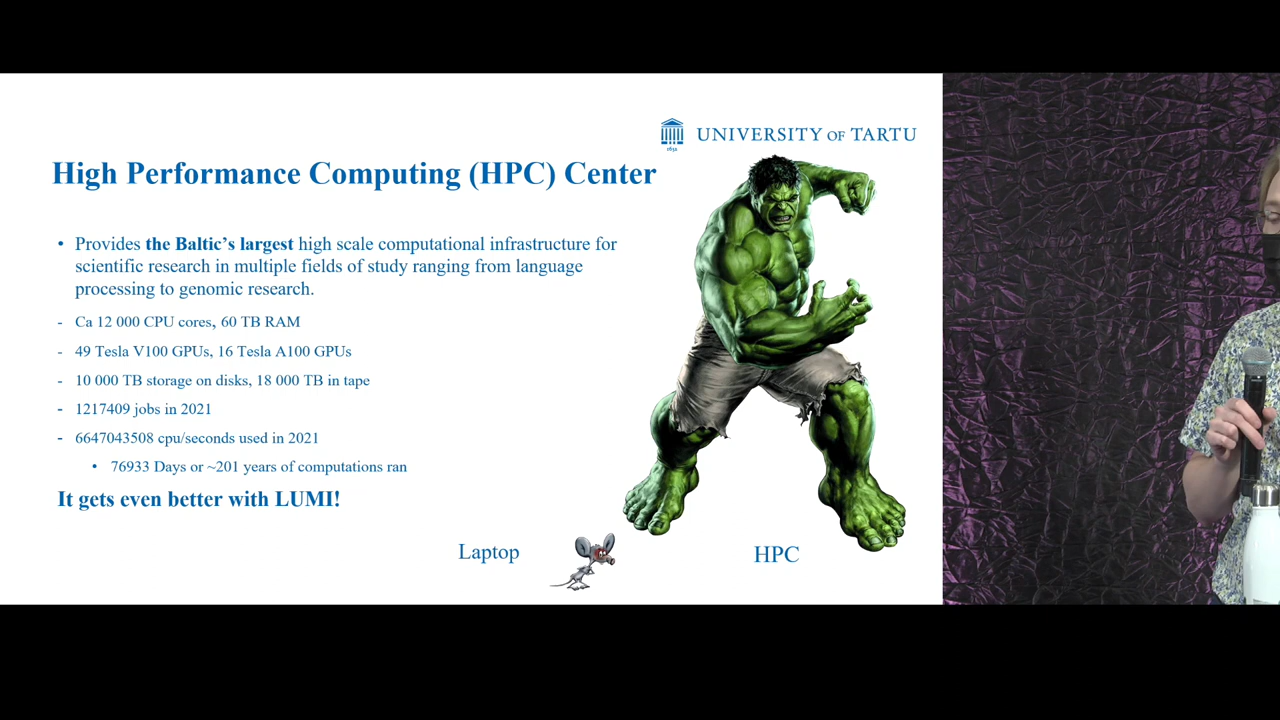 UNIVERSITY OF TARTU
1632
High Performance Computing (HPC) Center
• Provides the Baltic's largest high scale computational infrastructure for
scientific research in multiple fields of study ranging from language
processing to genomic research.
- Ca 12 000 CPU cores, 60 TB RAM
- 49 Tesla V100 GPUs, 16 Tesla A100 GPUs
- 10 000 TB storage on disks, 18 000 TB in tape
- 1217409 jobs in 2021
- 6647043508 cpu/seconds used in 2021
• 76933 Days or ~201 years of computations ran
It gets even better with LUMI!
Laptop
HPC